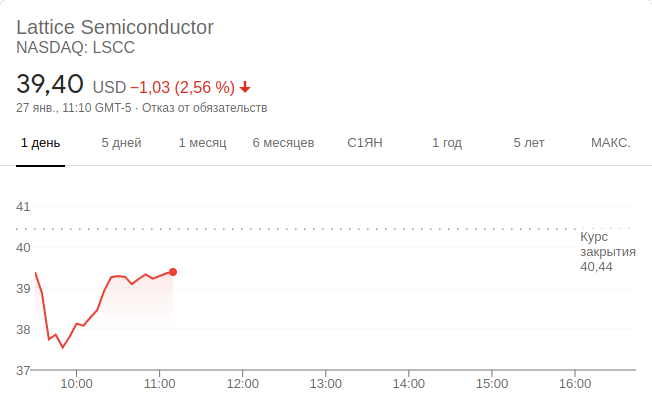 Lattice Semiconductor
NASDAQ: LSCC
39,40 USD −1,03 (2,56 %)
27 янв., 11:10 GMT-5 · Отказ от обязательств
1 день 5 дней 1 месяц 6 месяцев С1ЯН 1 год 5 лет МАКС.
41
Курс
закрытия
40,44
40
39
38
37
10:00 11:00 12:00 13:00 14:00 15:00 16:00